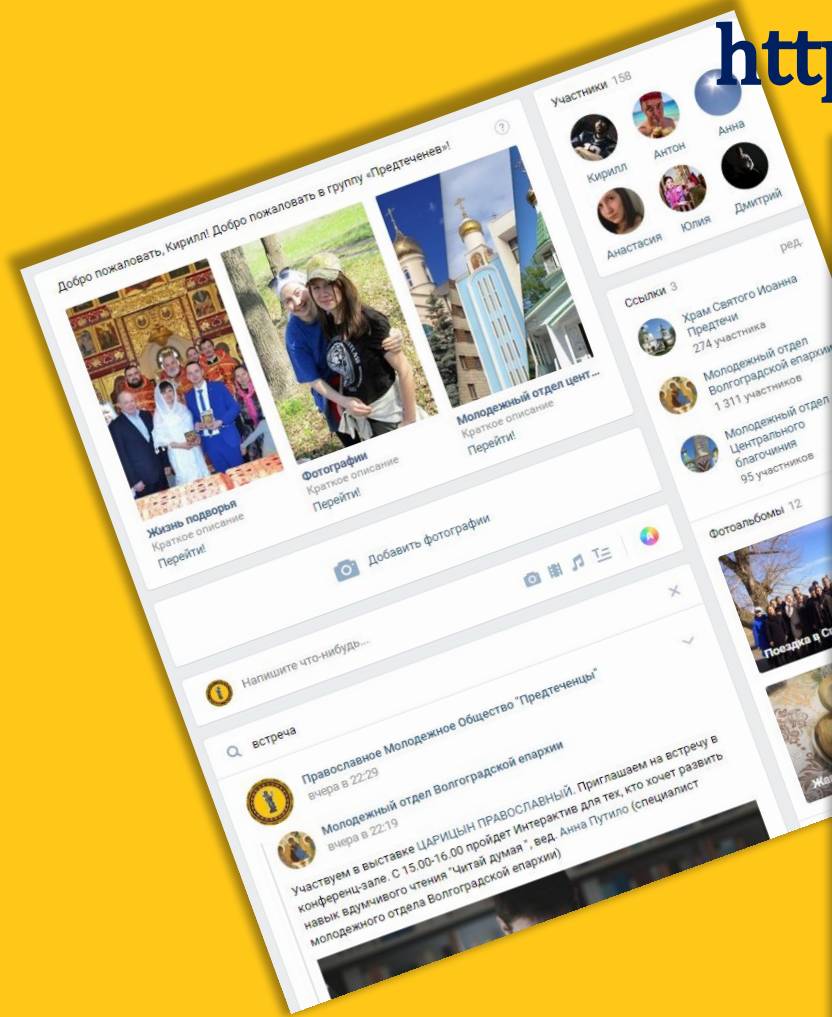 http
Добро пожаловать, Кирилл! Добро пожаловать в группу «Предтеченев»!
Жизнь подворья
Краткое описание
Перейти!
Фотографии
Краткое описание
Перейти!
Молодежный отдел цент...
Краткое описание
Перейти!
Добавить фотографии
Напишите что-нибудь...
встреча
Православное Молодежное Общество "Предтеченцы"
вчера в 22:29
Молодежный отдел Волгоградской епархии
вчера в 22:19
Участвуем в выставке ЦАРИЦЫН ПРАВОСЛАВНЫЙ. Приглашаем на встречу в
конференц-зале. С 15.00-16.00 пройдет Интерактив для тех, кто хочет развить
навык вдумчивого чтения "Читай думая ", вед. Анна Путило (специалист
молодежного отдела Волгоградской епархии)
Участники 158
Кирилл
Антон
Анна
Анастасия
Юлия
Дмитрий
Ссылки 3
ред.
Храм Святого Иоанна
Предтечи
274 участника
Молодежный отдел
Волгоградской епархии
1 311 участников
Молодежный отдел
Центрального
благочиния
95 участников
Фотоальбомы 12
Поездка в